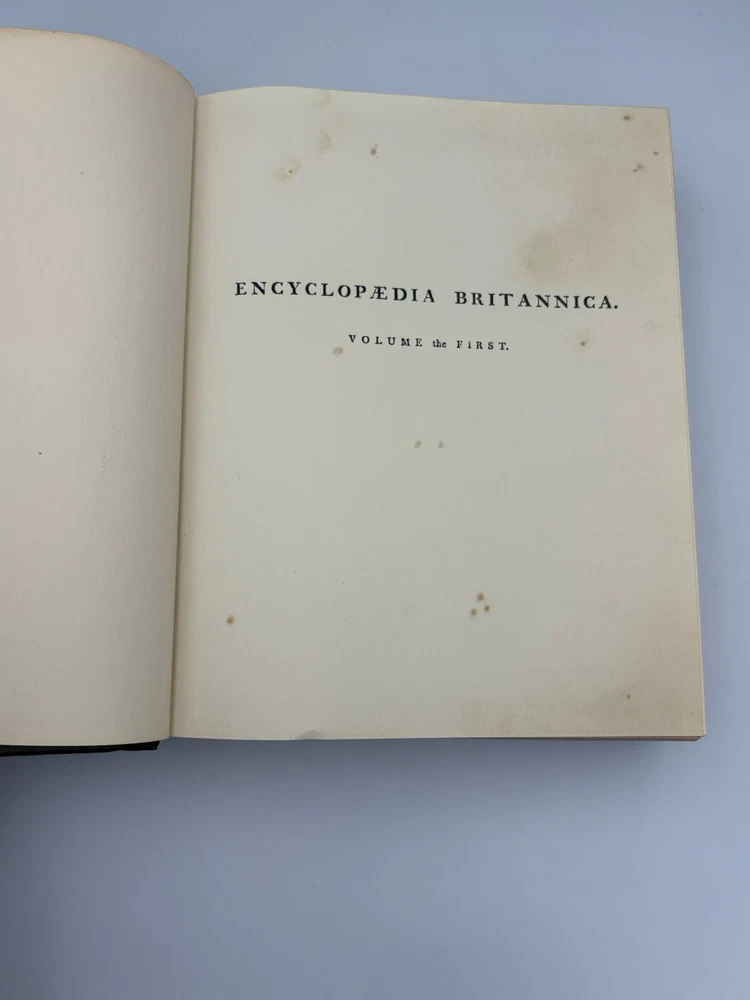 ENCYCLOPÆDIA BRITANNICA.
VOLUME the FIRST.